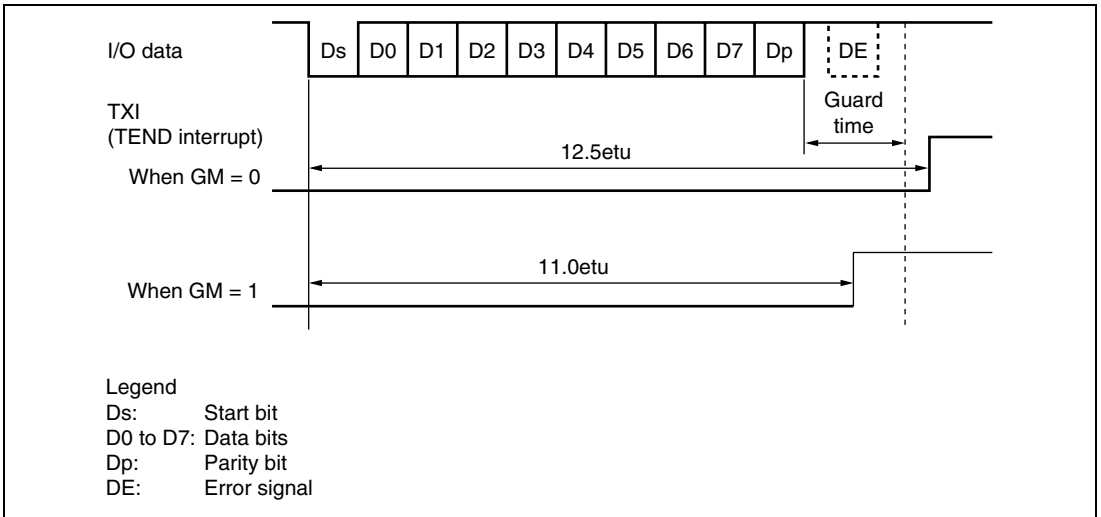 I/O data
Ds D0 D1 D2 D3 D4 D5 D6 D7 Dp DE
Guard
time
TXI
(TEND interrupt)
12.5etu
When GM = 0
11.0etu
When GM = 1
Legend
Ds: Start bit
D0 to D7: Data bits
Dp: Parity bit
DE: Error signal